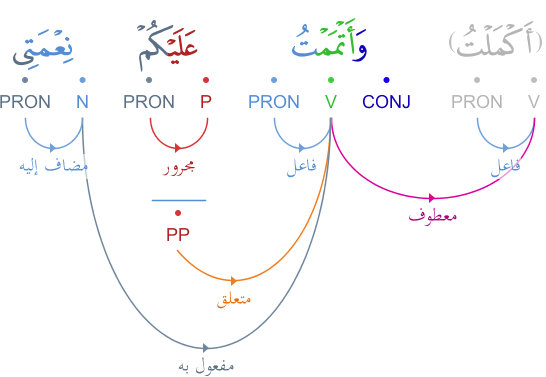 (أَكْمَلْتُ) وَأَتْمَمْتُ عَلَيْكُمْ نِعْمَتِى
PRON N PRON P PRON V CONJ PRON V
مضاف إليه مجرور فاعل فاعل
معطوف
PP
متعلق
مفعول به